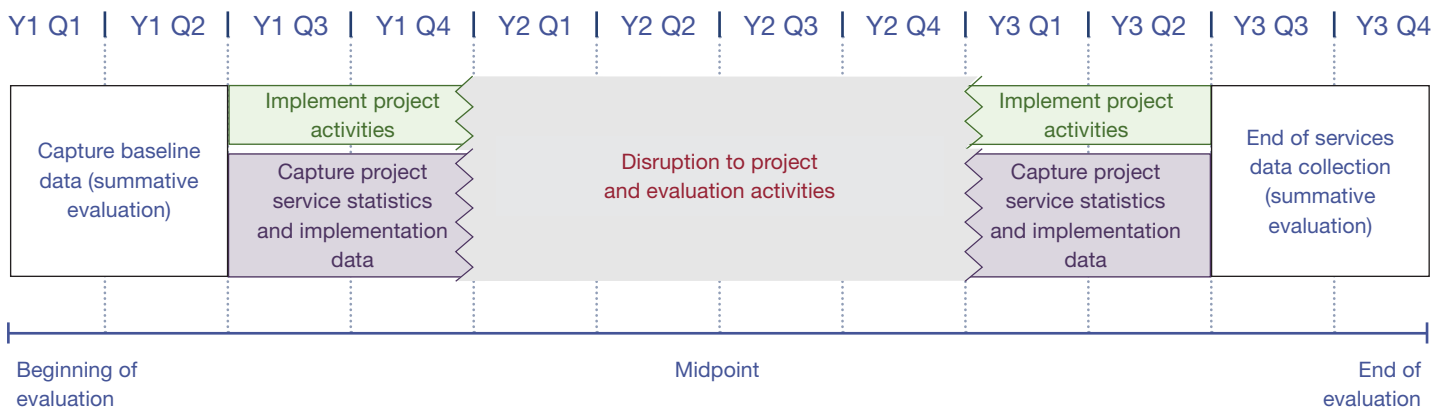 Y1 Q1 Y1 Q2 Y1 Q3 Y1 Q4 Y2 Q1 Y2 Q2 Y2 Q3 Y2 Q4 Y3 Q1 Y3 Q2 Y3 Q3 Y3 Q4
Capture baseline
data (summative
evaluation)
Implement project
activities
Capture project
service statistics
and implementation
data
Disruption to project
and evaluation activities
Implement project
activities
Capture project
service statistics
and implementation
data
End of services
data collection
(summative
evaluation)
Beginning of
evaluation
Midpoint
End of
evaluation